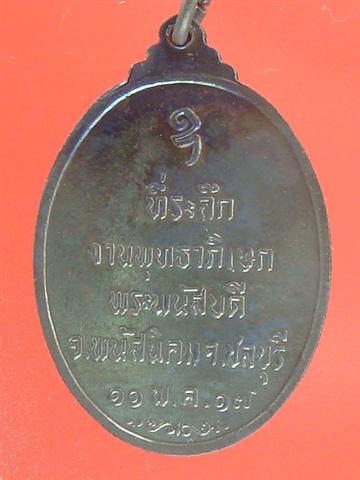 ที่ระลึก
งานพุทธาภิเษก
พระพนัสบดี
อ.พนัสนิคม จ.ชลบุรี
๑๐ พ.ค. ๑๗